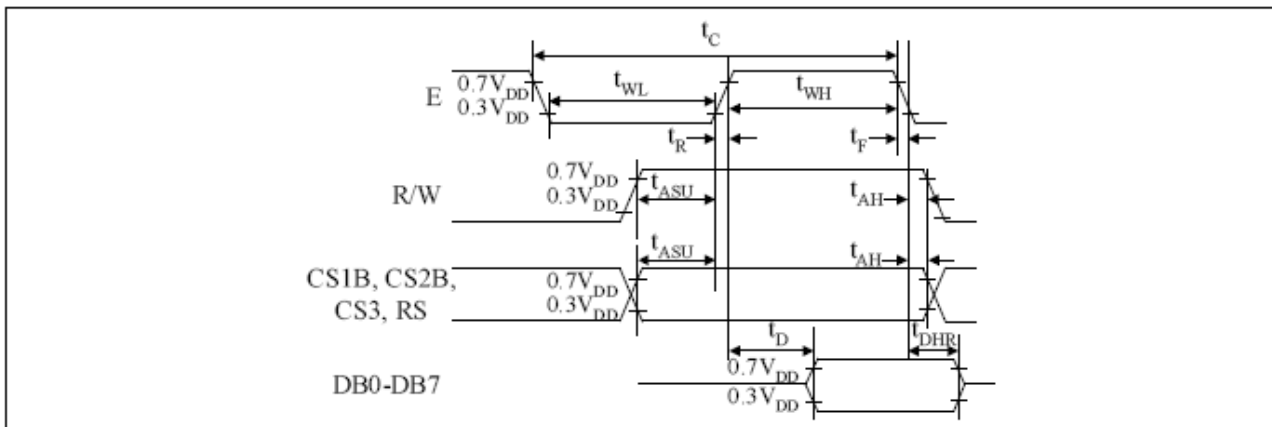 tC
0.7VDD
E
0.3VDD
tWL
tWH
tR
tF
0.7VDD
R/W
0.3VDD
tASU
tAH
tASU
tAH
CS1B, CS2B,
CS3, RS
0.7VDD
0.3VDD
tD
tDHR
DB0-DB7
0.7VDD
0.3VDD